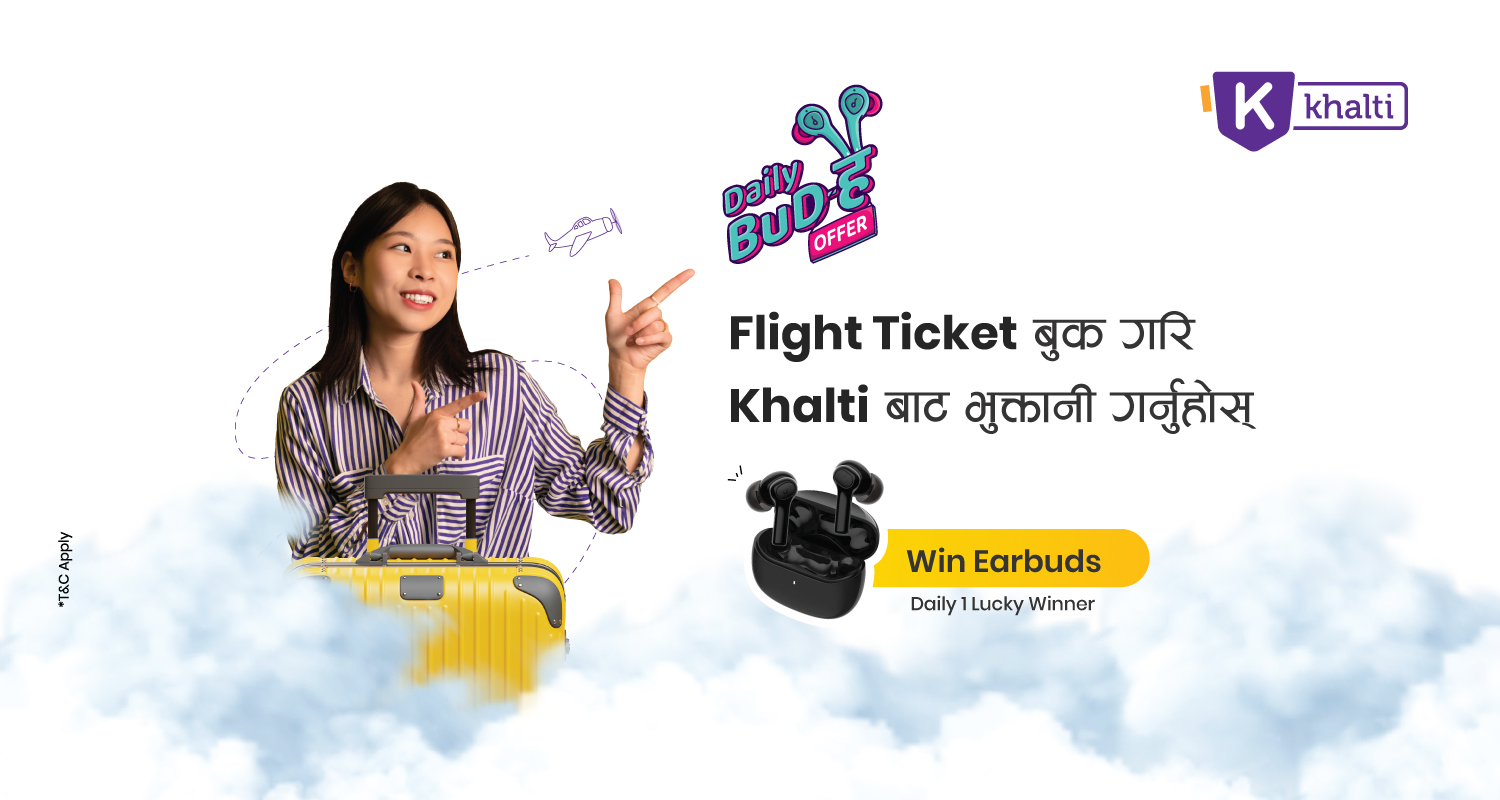 K khalti
Daily
BUD-हैं
OFFER
Flight Ticket बुक गरि
Khalti बाट भुक्तानी गर्नुहोस्
Win Earbuds
Daily 1 Lucky Winner
*T&C Apply